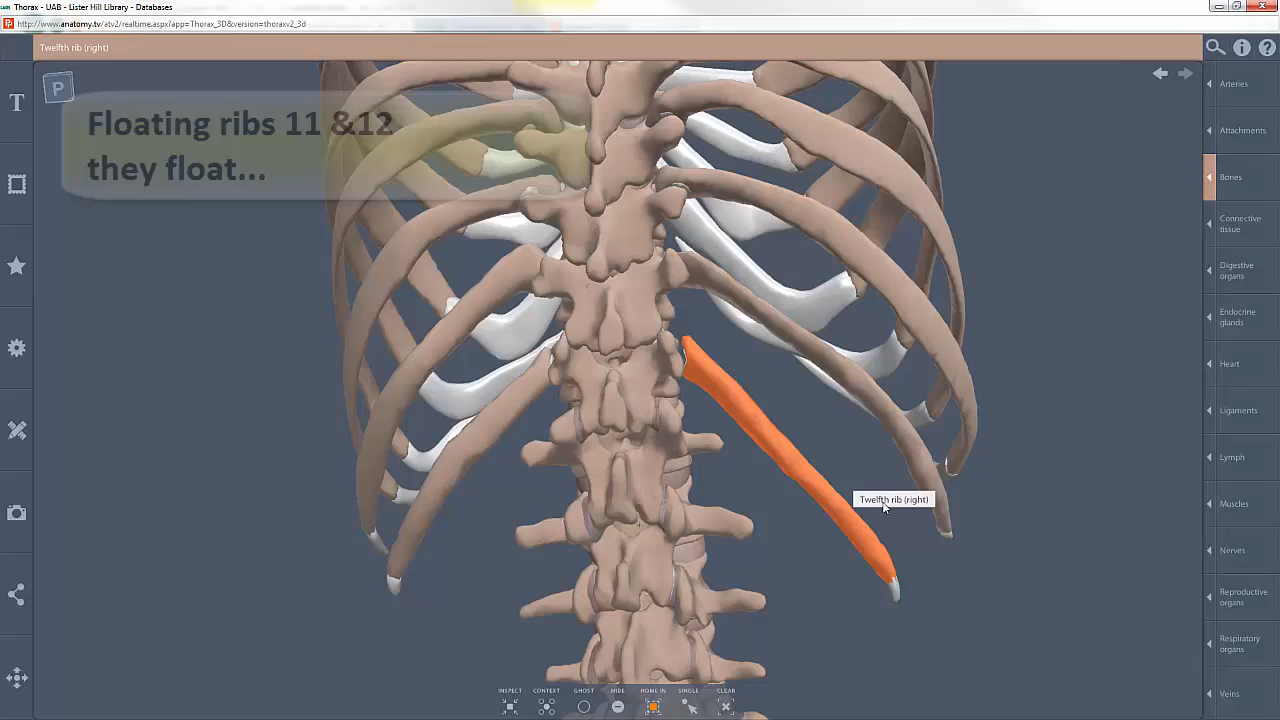 Thorax - UAB - Lister Hill Library - Databases
http://www.anatomy.tv/atv2/realtime.aspx?app=Thorax_3D&version=thoraxv2_3d
Twelfth rib (right)
P
Floating ribs 11 &12
they float...
T
Arteries
Attachments
Bones
Connective
tissue
Digestive
organs
Endocrine
glands
Heart
Ligaments
Lymph
Muscles
Nerves
Reproductive
organs
Respiratory
organs
Veins
Twelfth rib (right)
INSPECT CONTEXT GHOST HIDE HOME IN SINGLE CLEAR